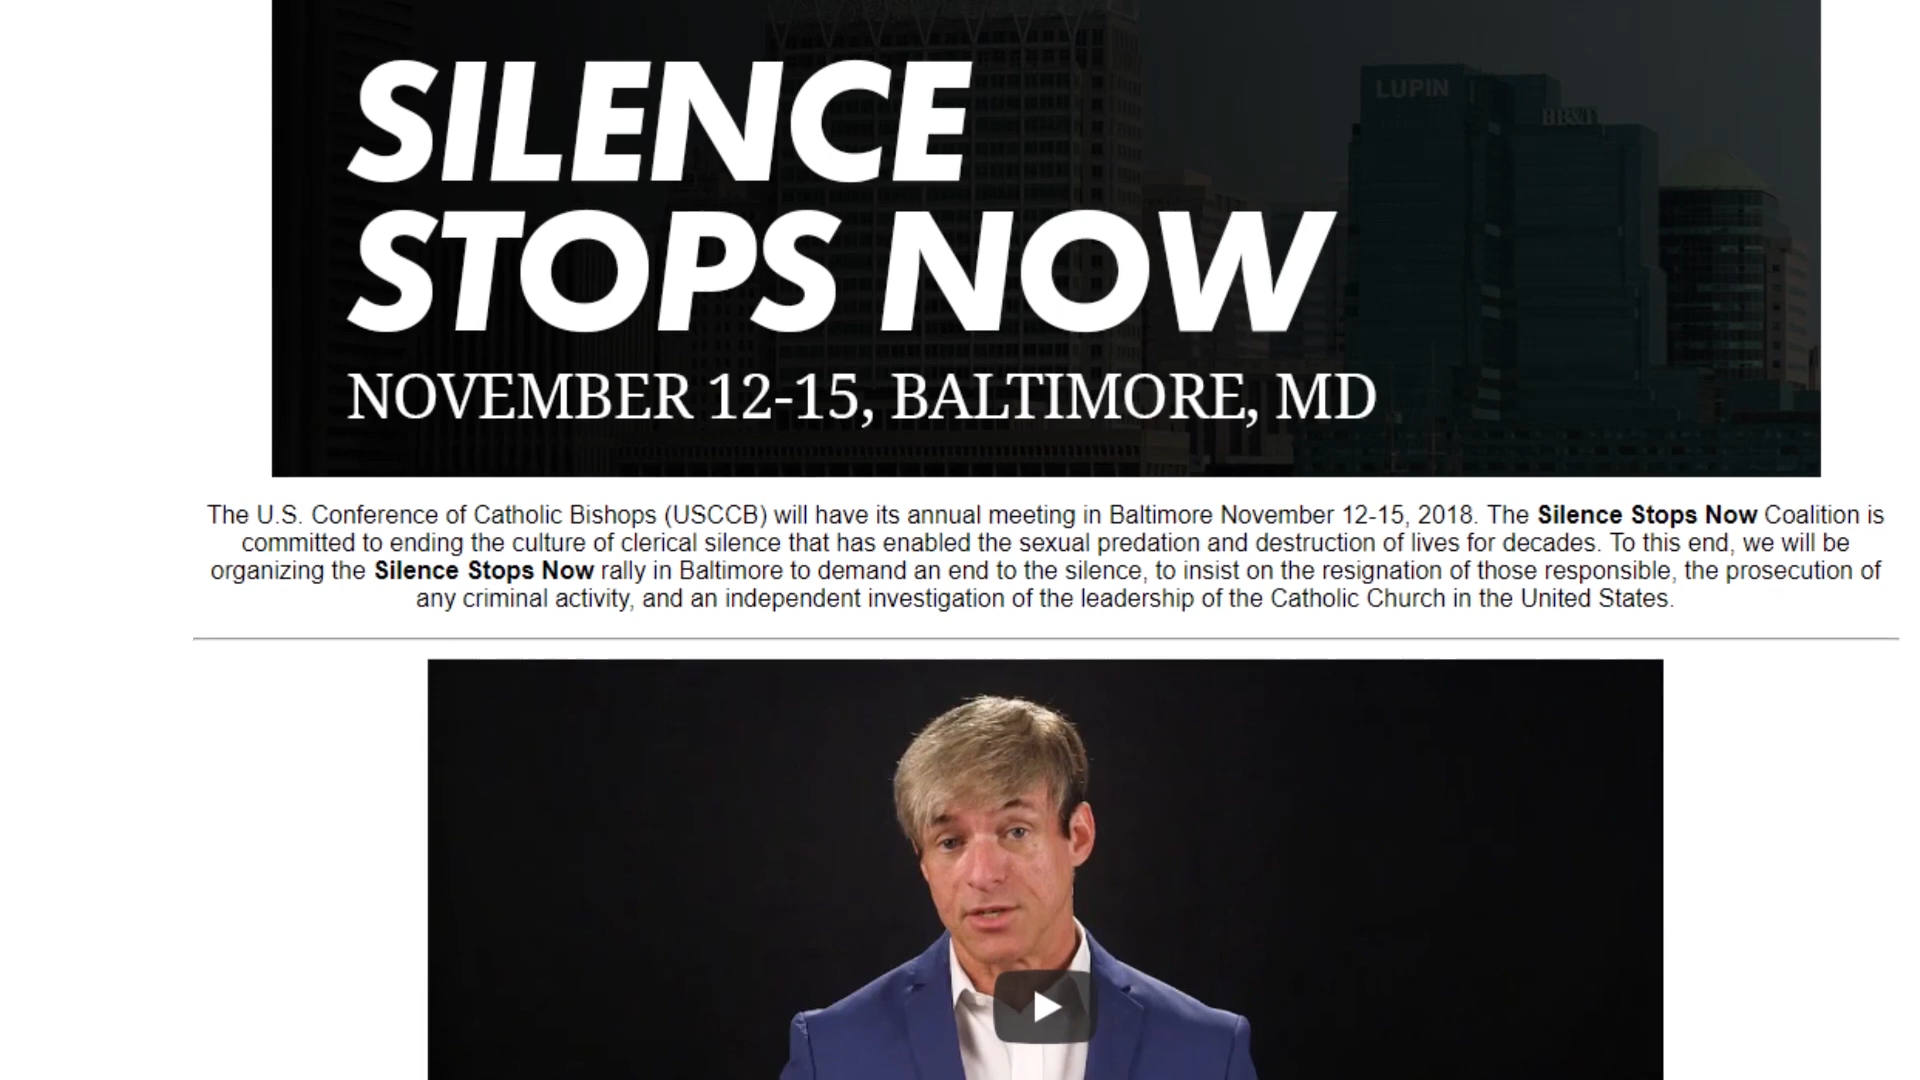 SILENCE
STOPS NOW
NOVEMBER 12-15, BALTIMORE, MD
LUPIN
BB&T
The U.S. Conference of Catholic Bishops (USCCB) will have its annual meeting in Baltimore November 12-15, 2018. The Silence Stops Now Coalition is
committed to ending the culture of clerical silence that has enabled the sexual predation and destruction of lives for decades. To this end, we will be
organizing the Silence Stops Now rally in Baltimore to demand an end to the silence, to insist on the resignation of those responsible, the prosecution of
any criminal activity, and an independent investigation of the leadership of the Catholic Church in the United States.